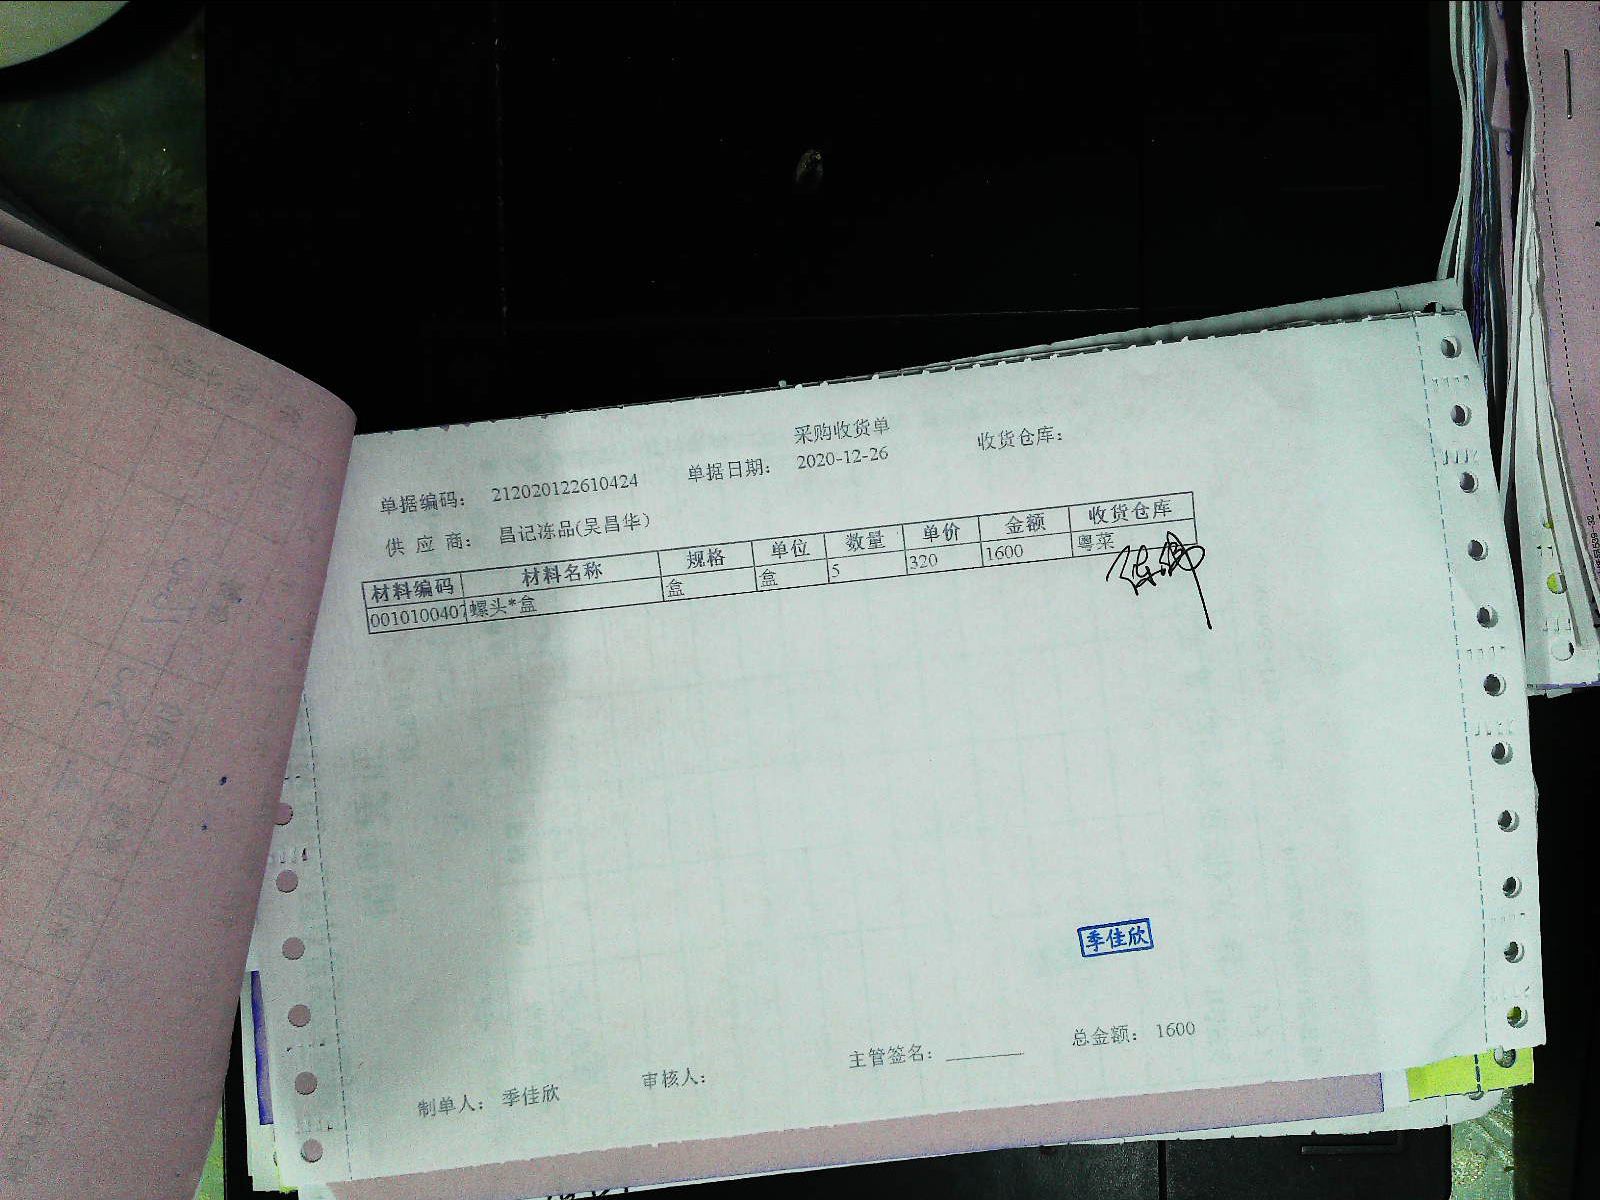 采购收货单
单据编码： 212020122610424 单据日期： 2020-12-26 收货仓库：
供 应 商： 昌记冻品(吴昌华)
材料编码 材料名称 规格 单位 数量 单价 金额 收货仓库
0010100407 螺头*盒 盒 盒 5 320 1600 粤菜
季佳欣
制单人： 季佳欣 审核人： 主管签名： 总金额： 1600